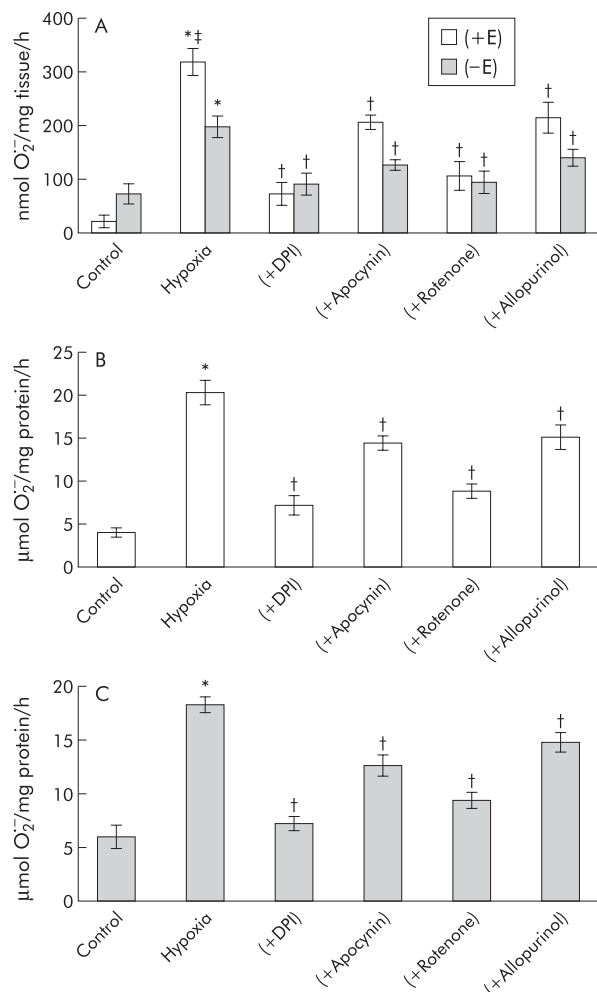 A
(+E)
(−E)
nmol O₂˙⁻/mg tissue/h
400
300
200
100
0
*‡
*
†
†
†
†
†
†
†
†
Control
Hypoxia
(+DPI)
(+Apocynin)
(+Rotenone)
(+Allopurinol)
B
µmol O₂˙⁻/mg protein/h
25
20
15
10
5
0
*
†
†
†
†
Control
Hypoxia
(+DPI)
(+Apocynin)
(+Rotenone)
(+Allopurinol)
C
µmol O₂˙⁻/mg protein/h
20
15
10
5
0
*
†
†
†
†
Control
Hypoxia
(+DPI)
(+Apocynin)
(+Rotenone)
(+Allopurinol)